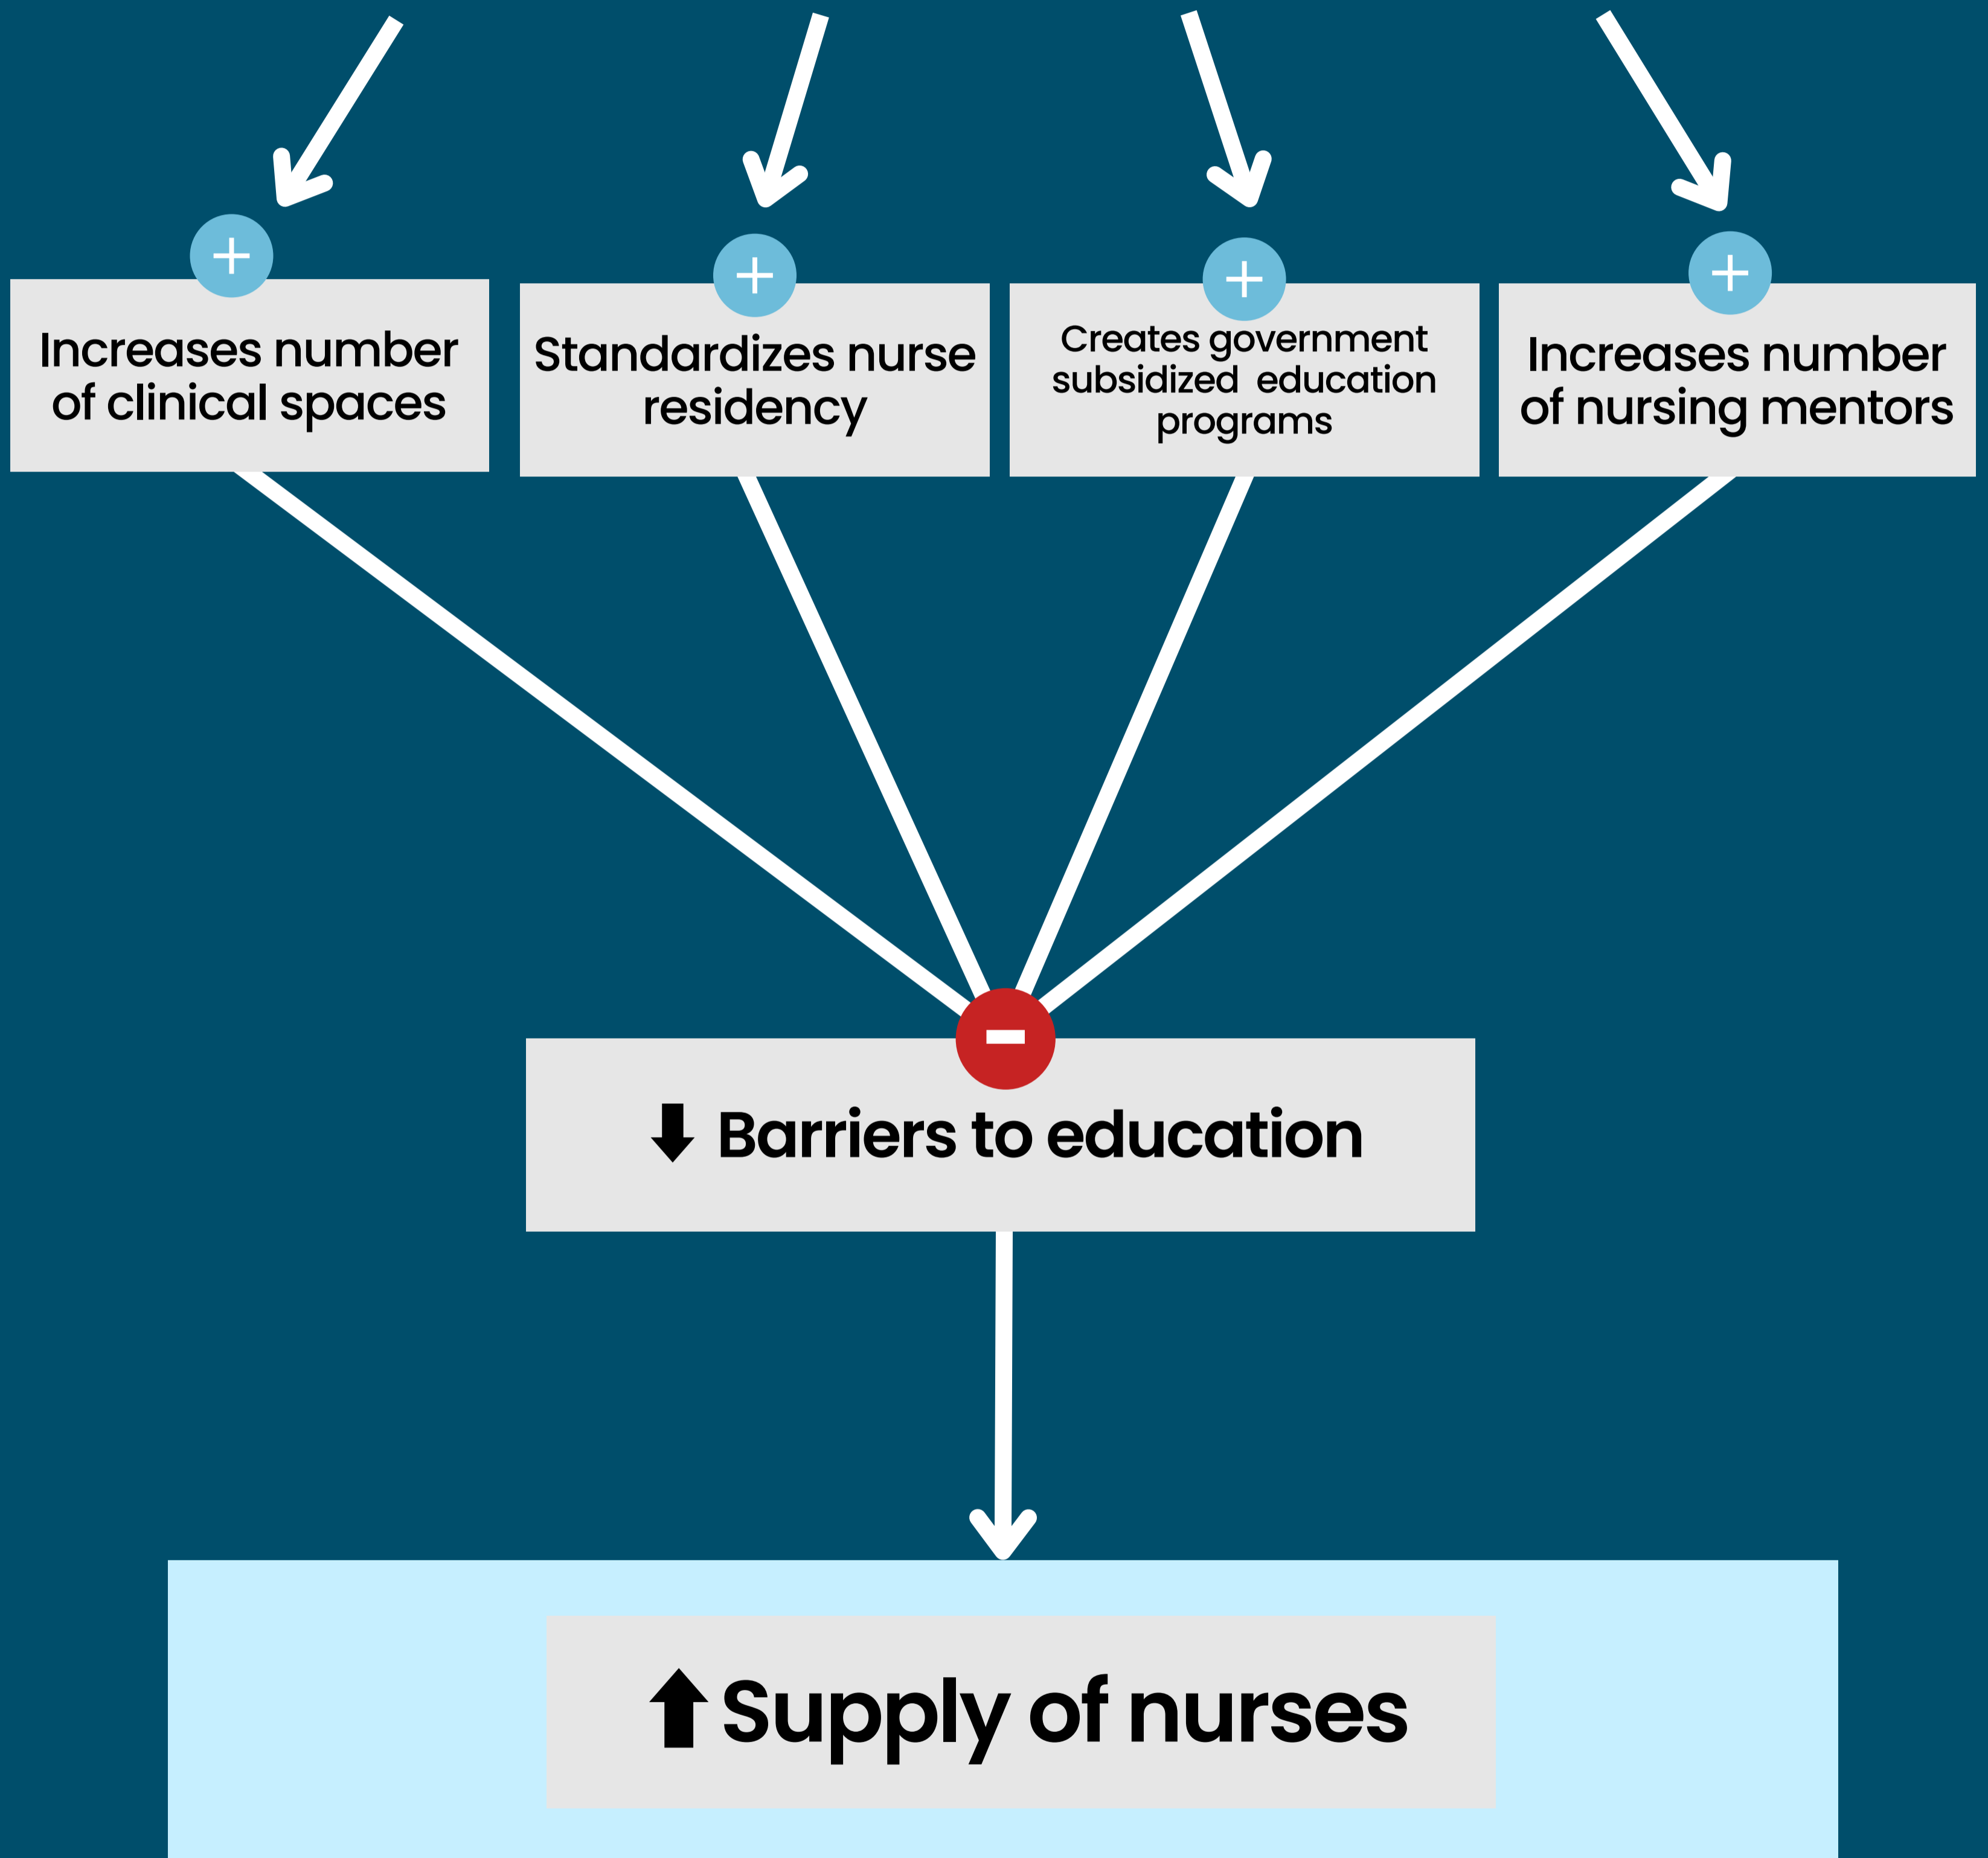 Increases number
of clinical spaces
Standardizes nurse
residency
Creates government
subsidized  education
programs
Increases number
of nursing mentors
Barriers to education
Supply of nurses